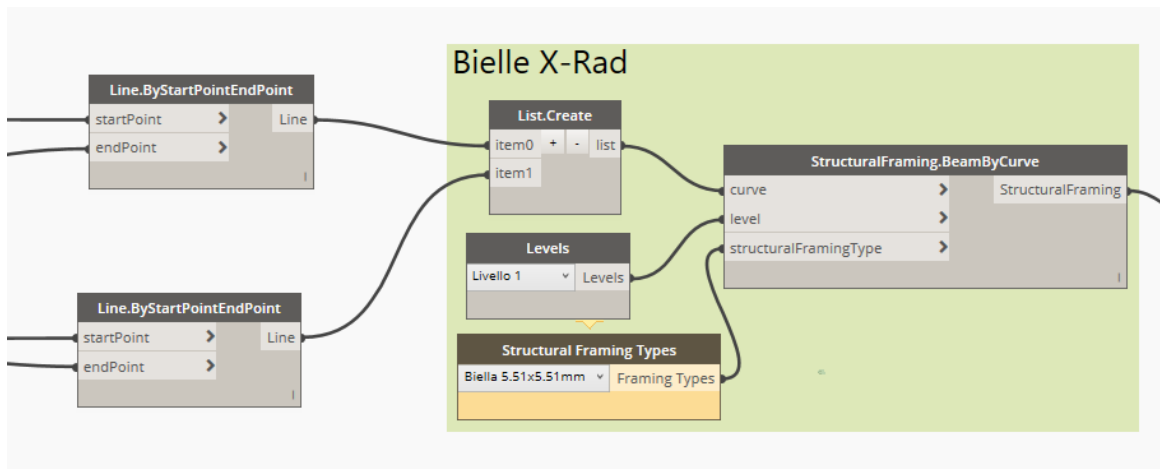 Bielle X-Rad
Line.ByStartPointEndPoint
startPoint > Line
endPoint >
List.Create
item0 + - list
item1
StructuralFraming.BeamByCurve
curve > StructuralFraming
level >
structuralFramingType >
Levels
Livello 1 Levels
Line.ByStartPointEndPoint
startPoint > Line
endPoint >
Structural Framing Types
Biella 5.51x5.51mm Framing Types